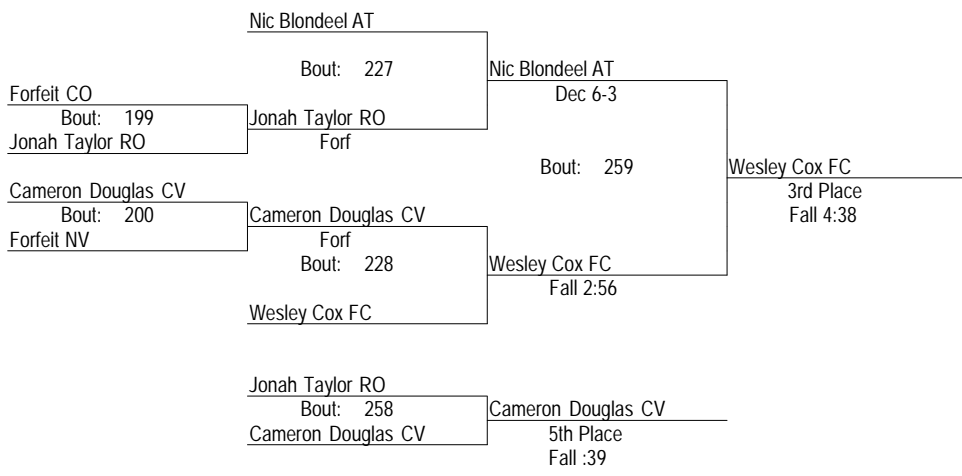 Nic Blondeel AT
Bout: 227
Nic Blondeel AT
Dec 6-3
Forfeit CO
Bout: 199
Jonah Taylor RO
Jonah Taylor RO
Forf
Bout: 259
Wesley Cox FC
3rd Place
Fall 4:38
Cameron Douglas CV
Bout: 200
Forfeit NV
Cameron Douglas CV
Forf
Bout: 228
Wesley Cox FC
Fall 2:56
Wesley Cox FC
Jonah Taylor RO
Bout: 258
Cameron Douglas CV
Cameron Douglas CV
5th Place
Fall :39